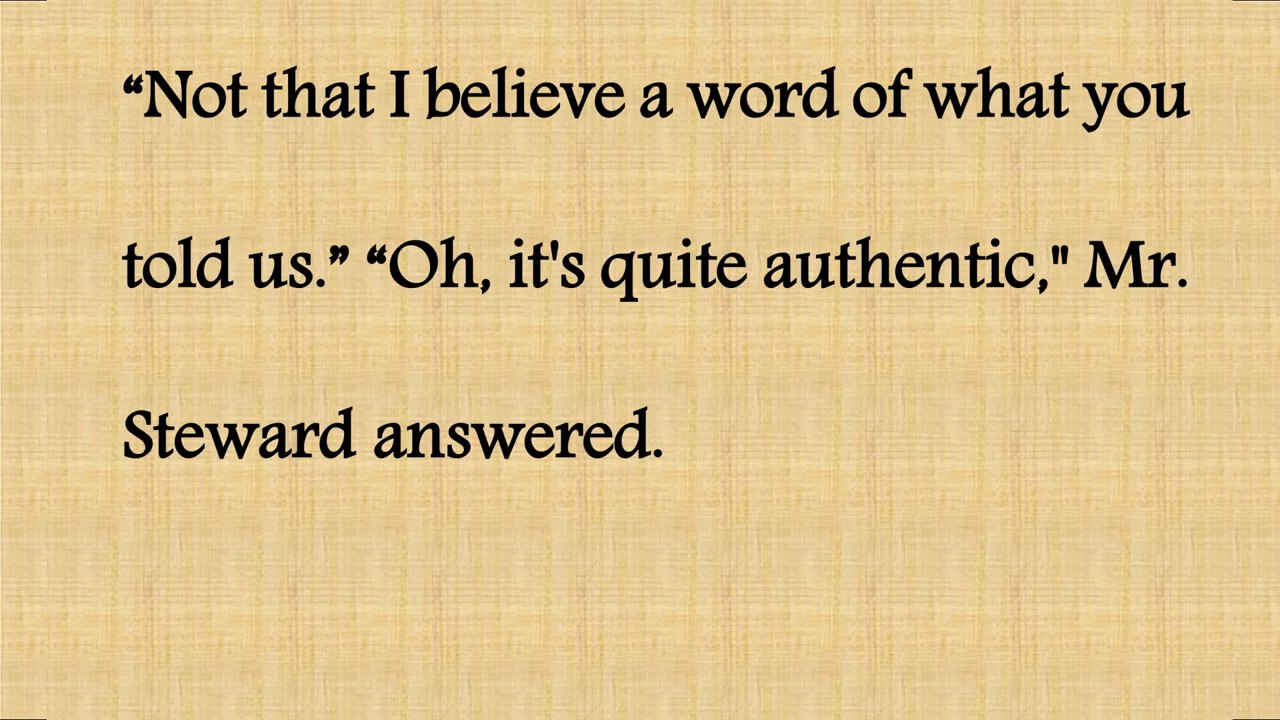 “Not that I believe a word of what you
told us.” “Oh, it's quite authentic," Mr.
Steward answered.